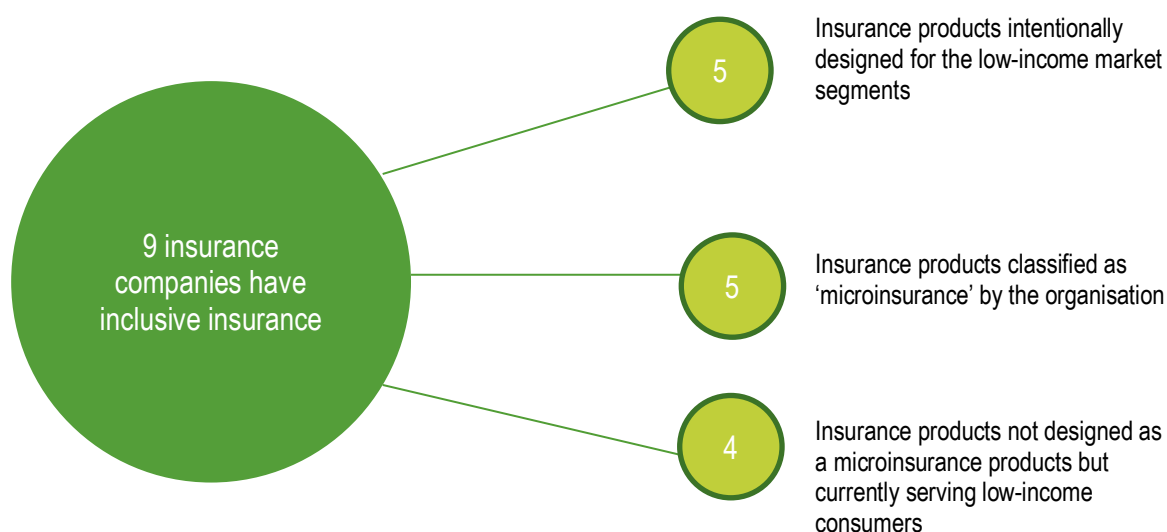 9 insurance
companies have
inclusive insurance
5
Insurance products intentionally
designed for the low-income market
segments
5
Insurance products classified as
‘microinsurance’ by the organisation
4
Insurance products not designed as
a microinsurance products but
currently serving low-income
consumers